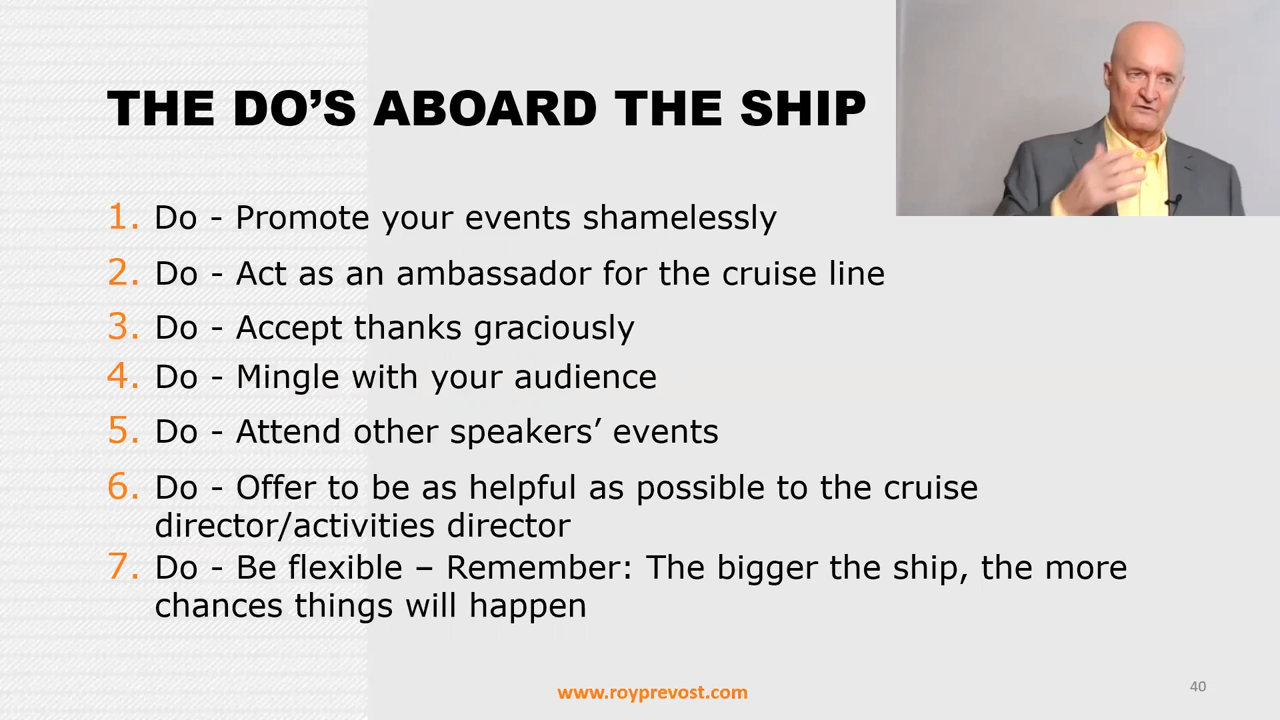 THE DO’S ABOARD THE SHIP
1. Do - Promote your events shamelessly
2. Do - Act as an ambassador for the cruise line
3. Do - Accept thanks graciously
4. Do - Mingle with your audience
5. Do - Attend other speakers’ events
6. Do - Offer to be as helpful as possible to the cruise
director/activities director
7. Do - Be flexible – Remember: The bigger the ship, the more
chances things will happen
www.royprevost.com
40